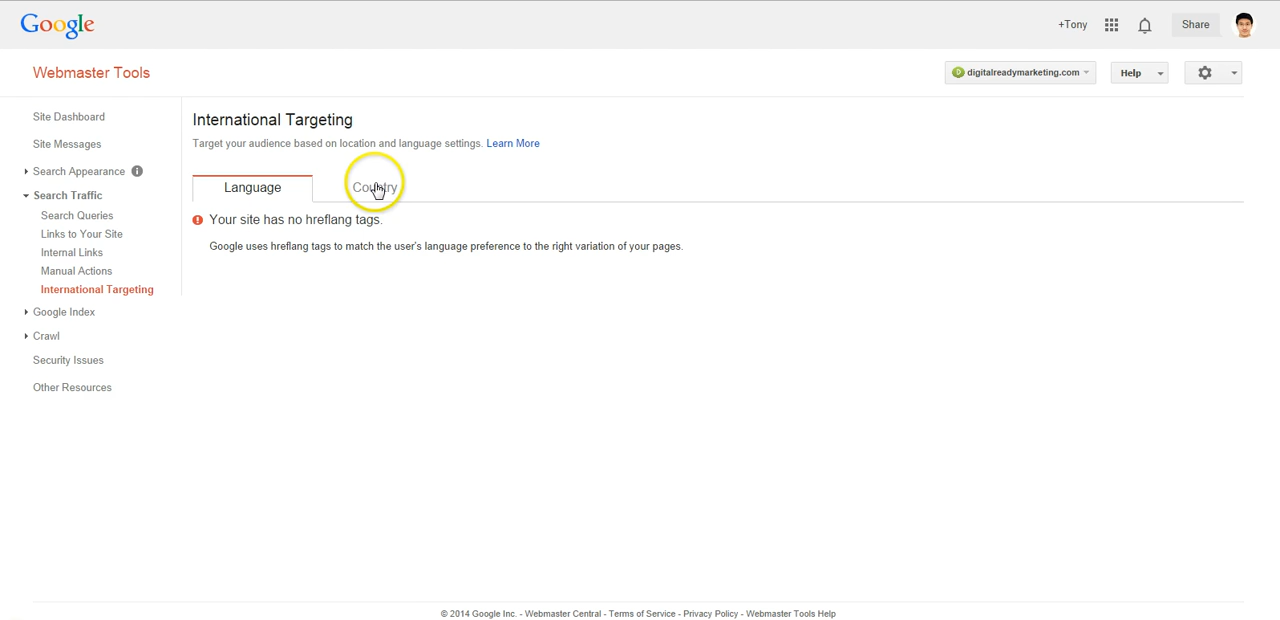 Google
+Tony
Share
Webmaster Tools
digitalreadymarketing.com
Help
Site Dashboard
Site Messages
Search Appearance
Search Traffic
Search Queries
Links to Your Site
Internal Links
Manual Actions
International Targeting
Google Index
Crawl
Security Issues
Other Resources
International Targeting
Target your audience based on location and language settings. Learn More
Language Country
Your site has no hreflang tags.
Google uses hreflang tags to match the user's language preference to the right variation of your pages.
© 2014 Google Inc. - Webmaster Central - Terms of Service - Privacy Policy - Webmaster Tools Help